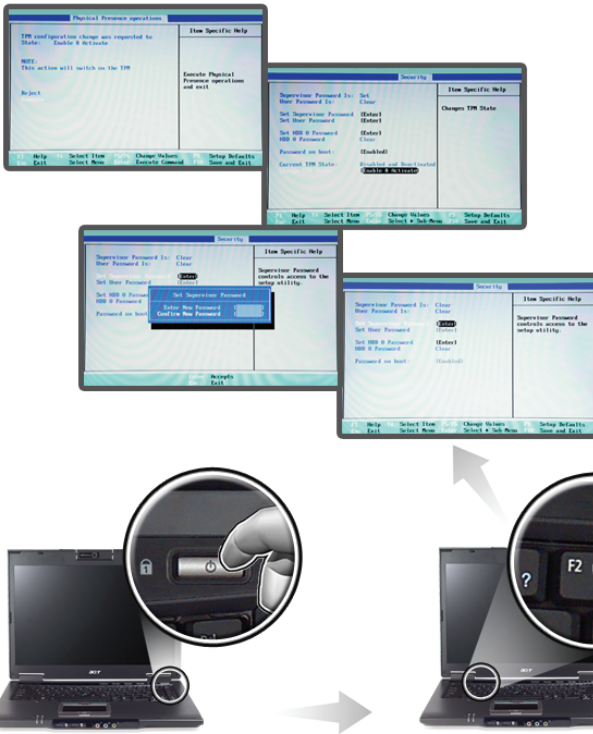 Physical Presence operations
TPM configuration change was requested to
State: Enable & Activate
NOTE:
This action will switch on the TPM
Reject
Item Specific Help
Execute Physical
Presence operations
and exit
F1 Help Select Item Change Values Setup Defaults
Exit Select Menu Execute Command Save and Exit
Security
Supervisor Password Is: Set
User Password Is: Clear
Set Supervisor Password [Enter]
Set User Password [Enter]
Set HDD 0 Password [Enter]
HDD 0 Password Clear
Password on boot: [Enabled]
Current TPM State: Disabled and Deactivated
[Enable & Activate]
Item Specific Help
Changes TPM State
Help Select Item Change Values Setup Defaults
Exit Select Menu Select Sub-Menu Save and Exit
Security
Supervisor Password Is: Clear
User Password Is: Clear
Set Supervisor Password [Enter]
Set User Password [Enter]
Set HDD 0 Password
HDD 0 Password
Password on boot
Set Supervisor Password
Enter New Password
Confirm New Password
Item Specific Help
Supervisor Password
controls access to the
setup utility.
Accepts
Exit
Security
Supervisor Password Is: Clear
User Password Is: Clear
Set Supervisor Password [Enter]
Set User Password [Enter]
Set HDD 0 Password [Enter]
HDD 0 Password Clear
Password on boot: [Enabled]
Item Specific Help
Supervisor Password
controls access to the
setup utility.
Help Select Item Change Values Setup Defaults
Exit Select Menu Select Sub-Menu Save and Exit
1
?
F2
acer
acer